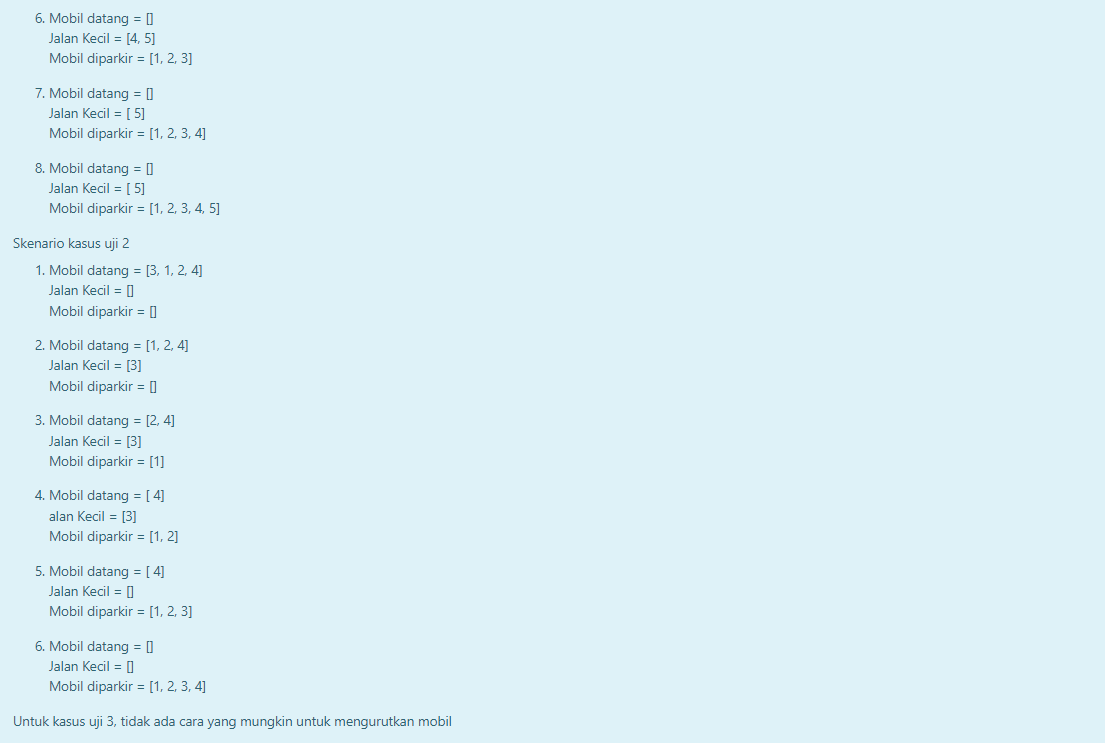 6. Mobil datang = []
Jalan Kecil = [4, 5]
Mobil diparkir = [1, 2, 3]
7. Mobil datang = []
Jalan Kecil = [ 5]
Mobil diparkir = [1, 2, 3, 4]
8. Mobil datang = []
Jalan Kecil = [ 5]
Mobil diparkir = [1, 2, 3, 4, 5]
Skenario kasus uji 2
1. Mobil datang = [3, 1, 2, 4]
Jalan Kecil = []
Mobil diparkir = []
2. Mobil datang = [1, 2, 4]
Jalan Kecil = [3]
Mobil diparkir = []
3. Mobil datang = [2, 4]
Jalan Kecil = [3]
Mobil diparkir = [1]
4. Mobil datang = [ 4]
alan Kecil = [3]
Mobil diparkir = [1, 2]
5. Mobil datang = [ 4]
Jalan Kecil = []
Mobil diparkir = [1, 2, 3]
6. Mobil datang = []
Jalan Kecil = []
Mobil diparkir = [1, 2, 3, 4]
Untuk kasus uji 3, tidak ada cara yang mungkin untuk mengurutkan mobil